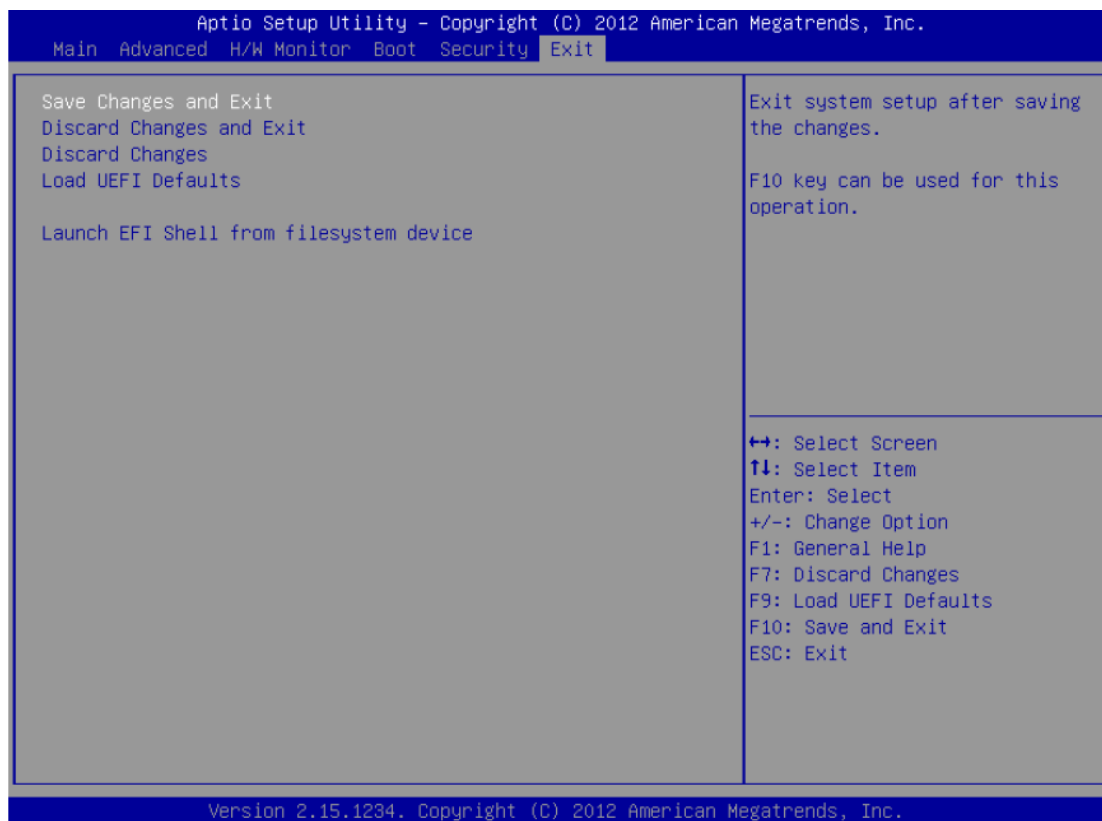 Aptio Setup Utility – Copyright (C) 2012 American Megatrends, Inc.
Main Advanced H/W Monitor Boot Security Exit
Save Changes and Exit
Discard Changes and Exit
Discard Changes
Load UEFI Defaults
Launch EFI Shell from filesystem device
Exit system setup after saving
the changes.
F10 key can be used for this
operation.
↔: Select Screen
↑↓: Select Item
Enter: Select
+/-: Change Option
F1: General Help
F7: Discard Changes
F9: Load UEFI Defaults
F10: Save and Exit
ESC: Exit
Version 2.15.1234. Copyright (C) 2012 American Megatrends, Inc.